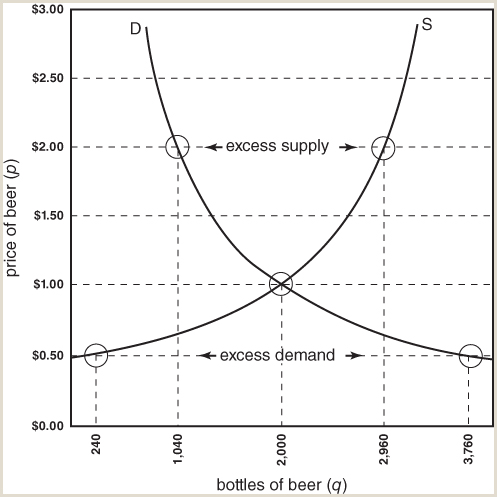 $3.00
D
S
$2.50
$2.00
excess supply
$1.50
price of beer (p)
$1.00
$0.50
excess demand
$0.00
240
1,040
2,000
2,960
3,760
bottles of beer (q)